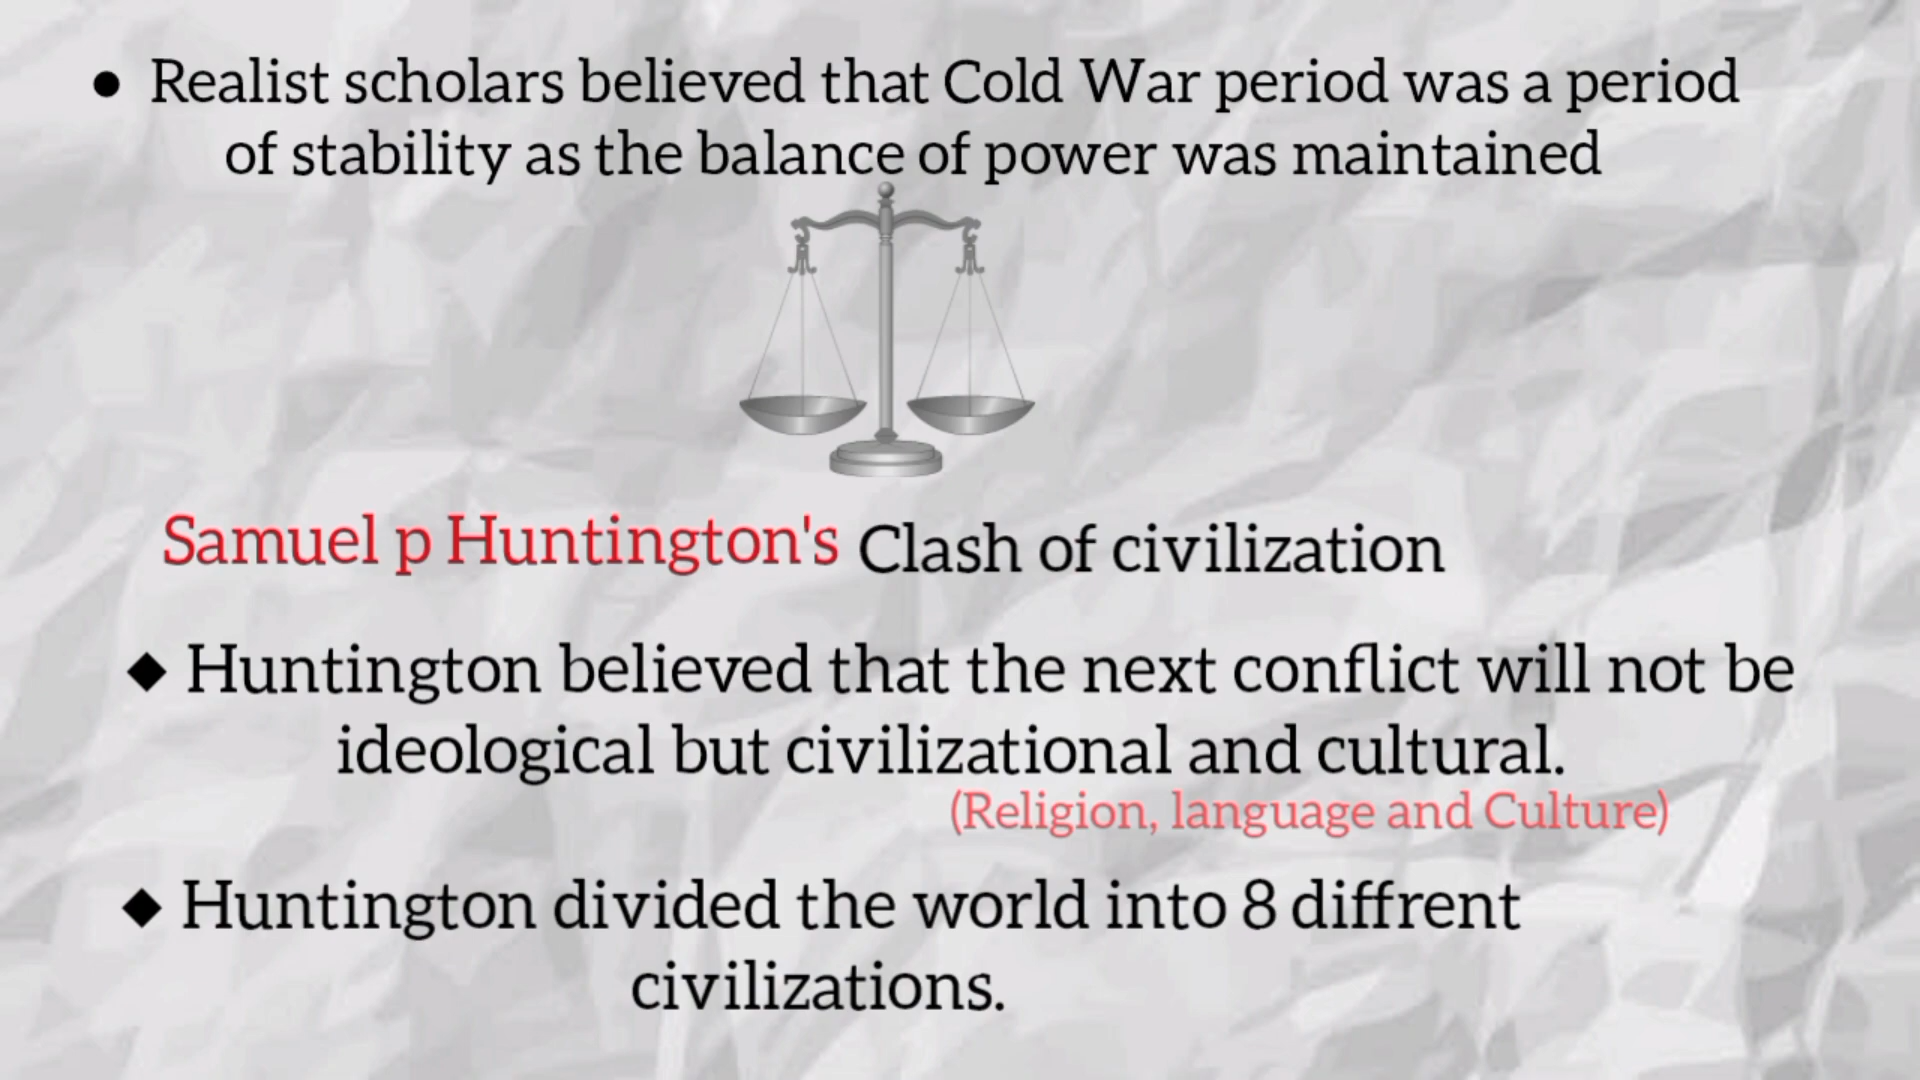 ● Realist scholars believed that Cold War period was a period
of stability as the balance of power was maintained
Samuel p Huntington's Clash of civilization
◆ Huntington believed that the next conflict will not be
ideological but civilizational and cultural.
(Religion, language and Culture)
◆ Huntington divided the world into 8 diffrent
civilizations.